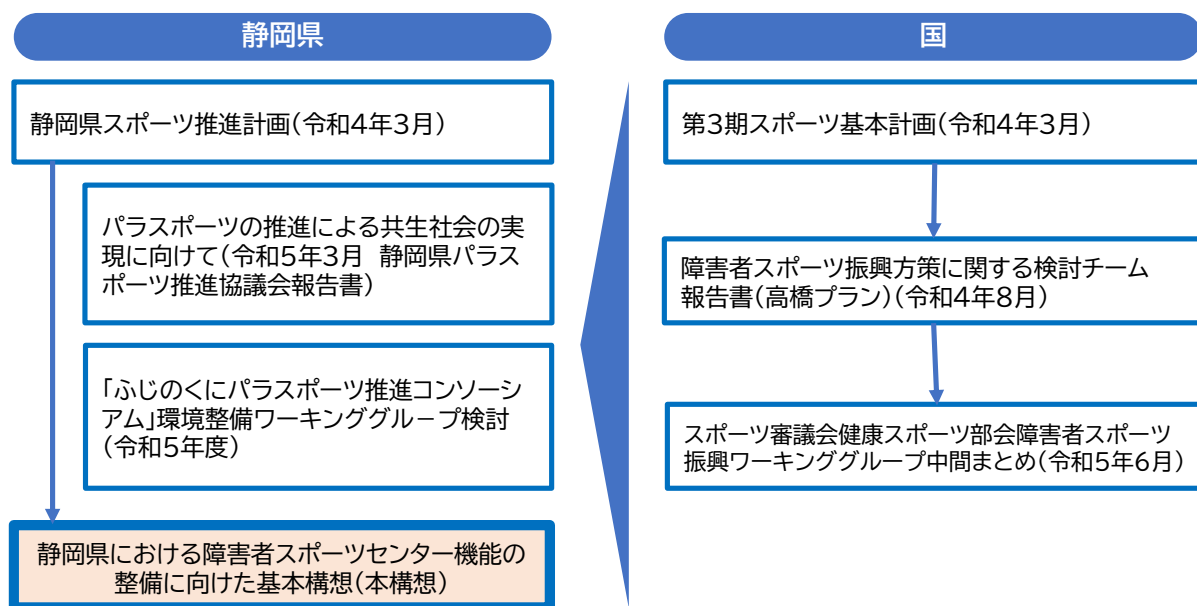 静岡県
静岡県スポーツ推進計画(令和4年3月)
パラスポーツの推進による共生社会の実
現に向けて(令和5年3月　静岡県パラス
ポーツ推進協議会報告書)
「ふじのくにパラスポーツ推進コンソーシ
アム」環境整備ワーキンググループ検討
(令和5年度)
静岡県における障害者スポーツセンター機能の
整備に向けた基本構想(本構想)
国
第3期スポーツ基本計画(令和4年3月)
障害者スポーツ振興方策に関する検討チーム
報告書(高橋プラン)(令和4年8月)
スポーツ審議会健康スポーツ部会障害者スポーツ
振興ワーキンググループ中間まとめ(令和5年6月)